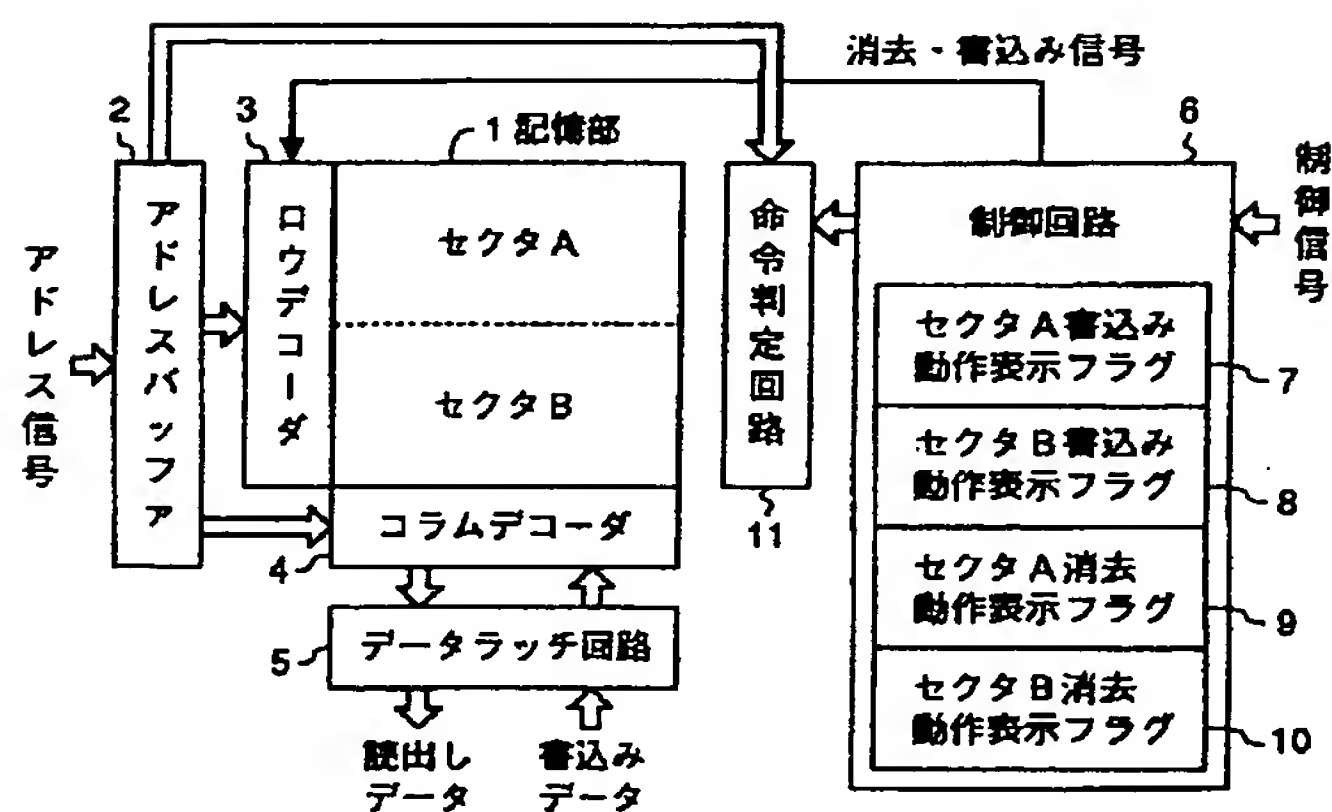 消去・書込み信号
2
3
1 記憶部
6
アドレス信号
アドレスバッファ
ロウデコーダ
セクタA
セクタB
命令判定回路
制御回路
制御信号
セクタA書込み
動作表示フラグ
7
セクタB書込み
動作表示フラグ
8
コラムデコーダ
4
11
セクタA消去
動作表示フラグ
9
データラッチ回路
5
セクタB消去
動作表示フラグ
10
読出し
データ
書込み
データ